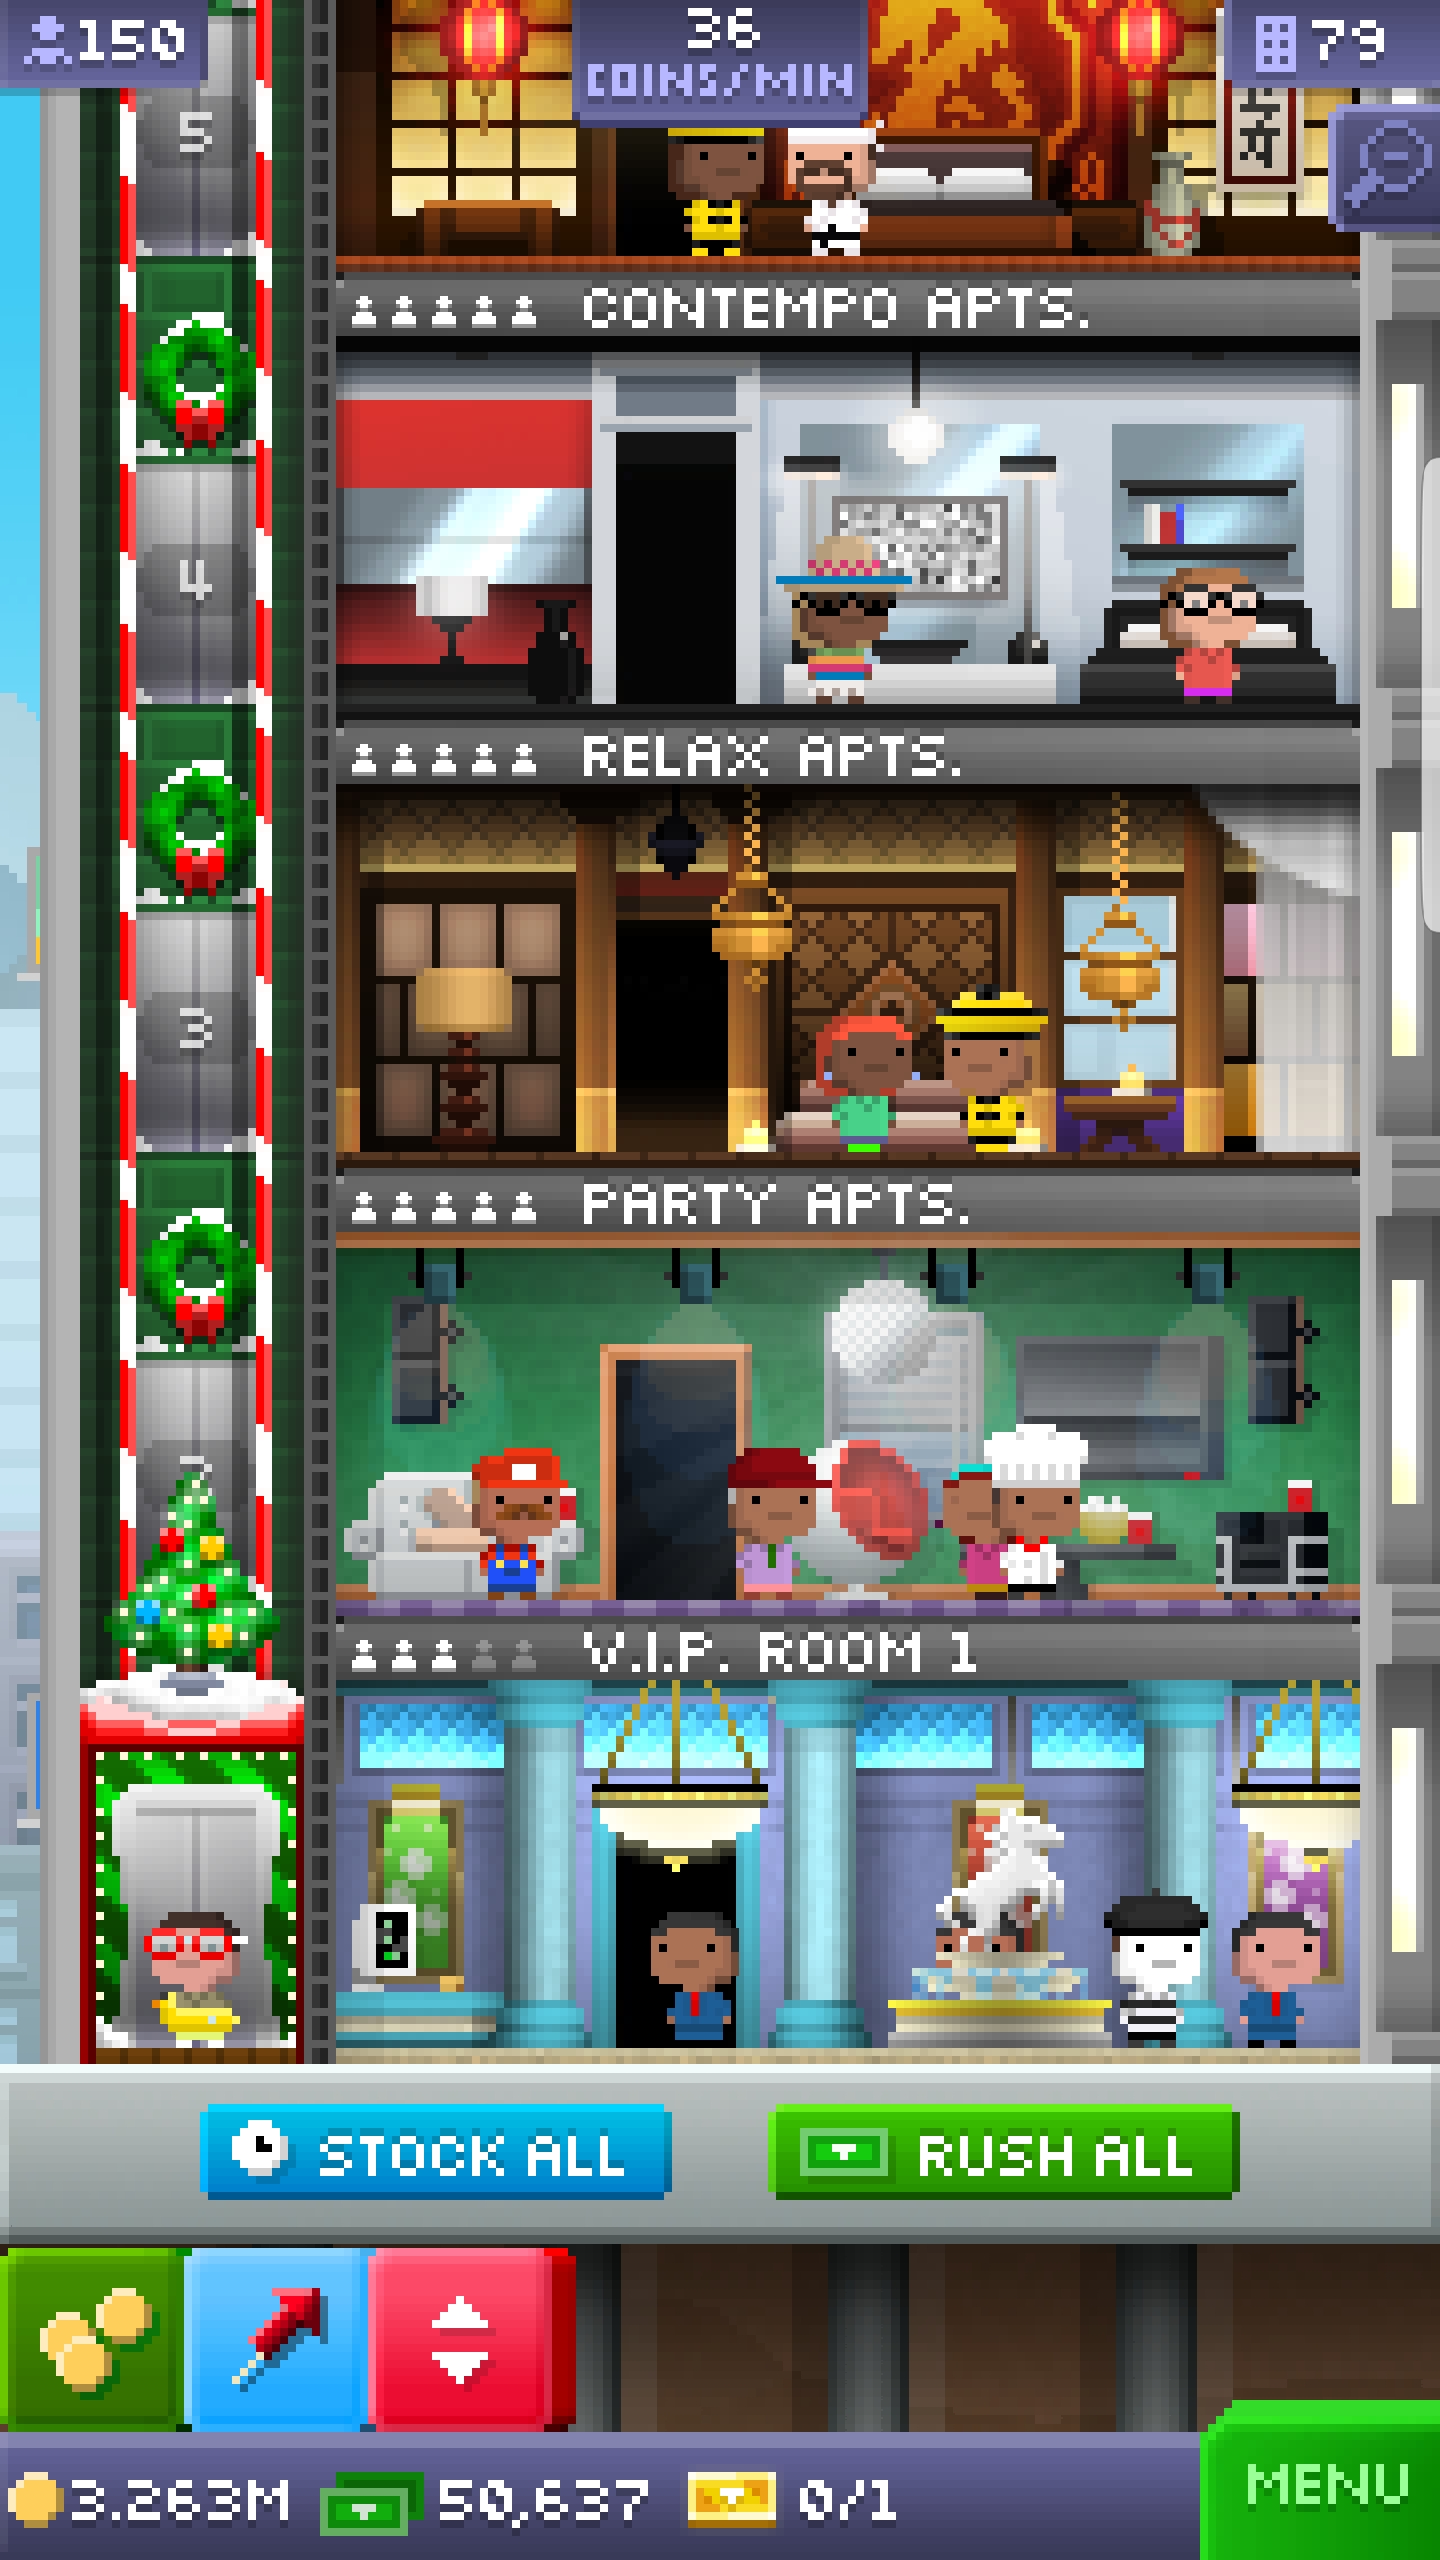 150
36
COINS/MIN
79
5
CONTEMPO APTS.
4
RELAX APTS.
3
PARTY APTS.
V.I.P. ROOM 1
STOCK ALL
RUSH ALL
3.263M
50,637
0/1
MENU